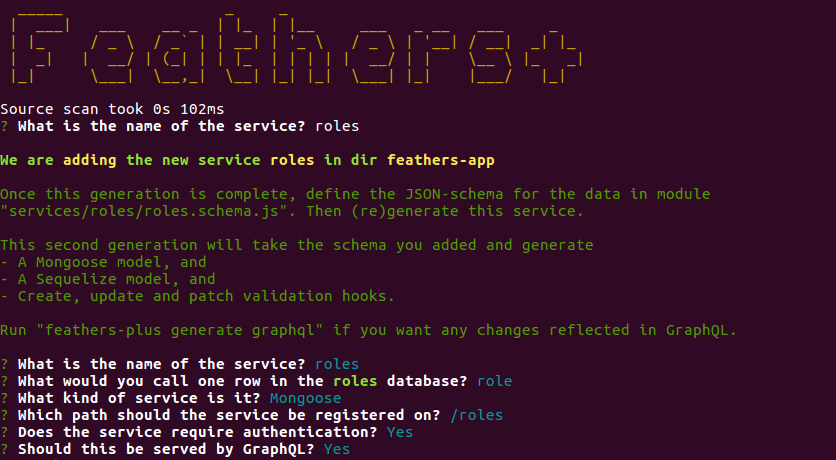 Feathers+
Source scan took 0s 102ms
? What is the name of the service? roles
We are adding the new service roles in dir feathers-app
Once this generation is complete, define the JSON-schema for the data in module
"services/roles/roles.schema.js". Then (re)generate this service.
This second generation will take the schema you added and generate
- A Mongoose model, and
- A Sequelize model, and
- Create, update and patch validation hooks.
Run "feathers-plus generate graphql" if you want any changes reflected in GraphQL.
? What is the name of the service? roles
? What would you call one row in the roles database? role
? What kind of service is it? Mongoose
? Which path should the service be registered on? /roles
? Does the service require authentication? Yes
? Should this be served by GraphQL? Yes